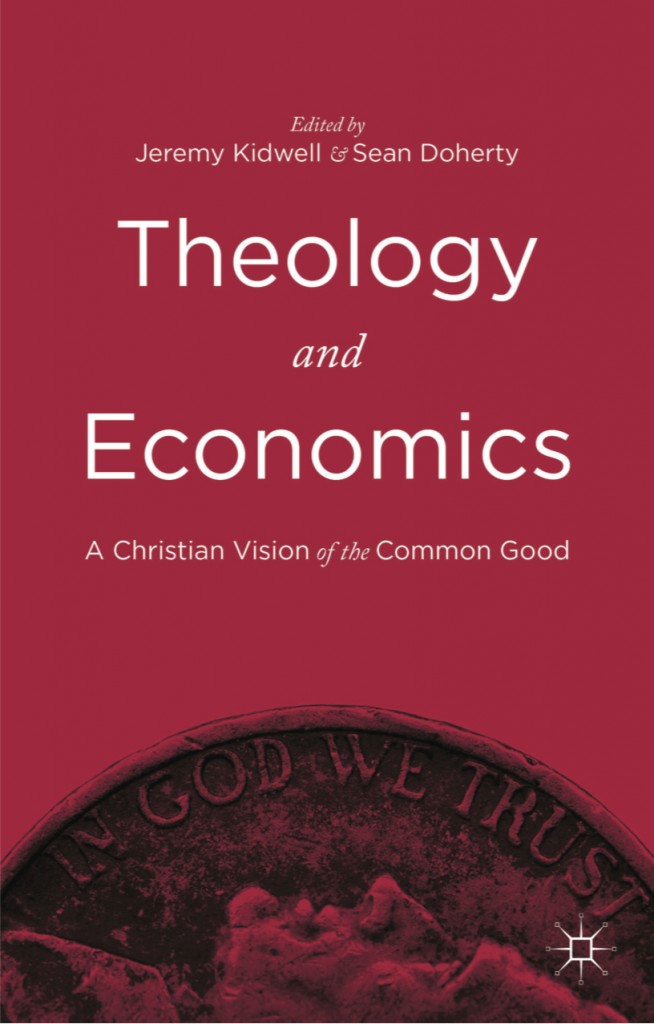 Edited by
Jeremy Kidwell & Sean Doherty
Theology
and
Economics
A Christian Vision of the Common Good
IN GOD WE TRUST